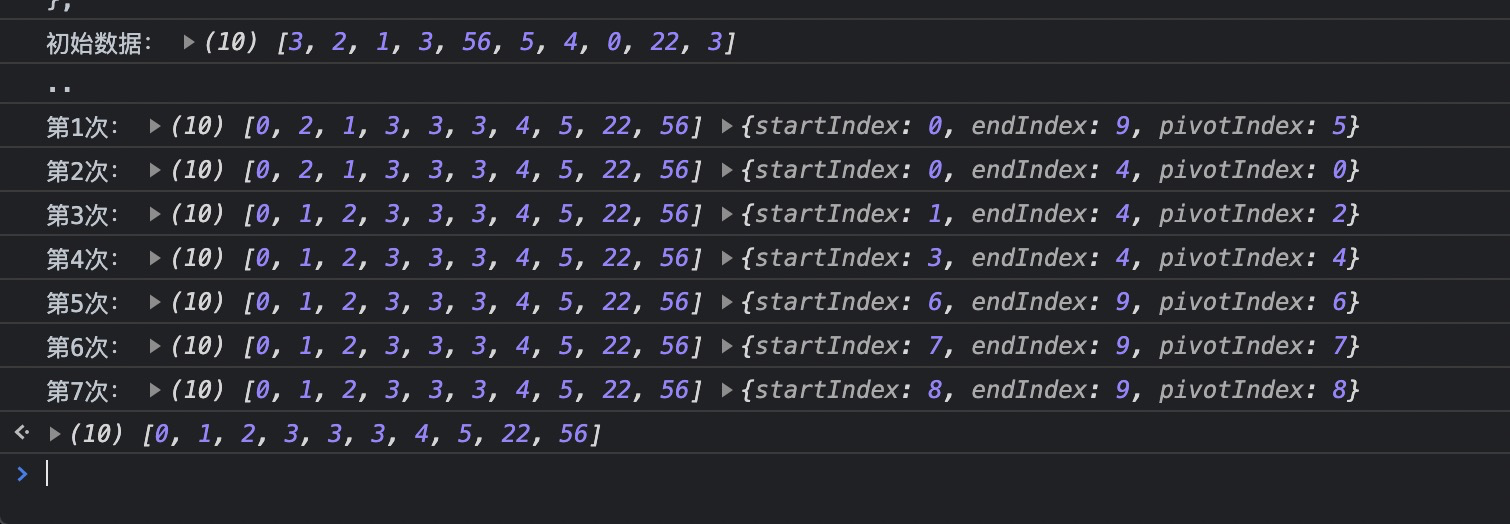 },
初始数据: ▶(10) [3, 2, 1, 3, 56, 5, 4, 0, 22, 3]
..
第1次: ▶(10) [0, 2, 1, 3, 3, 3, 4, 5, 22, 56] ▶{startIndex: 0, endIndex: 9, pivotIndex: 5}
第2次: ▶(10) [0, 2, 1, 3, 3, 3, 4, 5, 22, 56] ▶{startIndex: 0, endIndex: 4, pivotIndex: 0}
第3次: ▶(10) [0, 1, 2, 3, 3, 3, 4, 5, 22, 56] ▶{startIndex: 1, endIndex: 4, pivotIndex: 2}
第4次: ▶(10) [0, 1, 2, 3, 3, 3, 4, 5, 22, 56] ▶{startIndex: 3, endIndex: 4, pivotIndex: 4}
第5次: ▶(10) [0, 1, 2, 3, 3, 3, 4, 5, 22, 56] ▶{startIndex: 6, endIndex: 9, pivotIndex: 6}
第6次: ▶(10) [0, 1, 2, 3, 3, 3, 4, 5, 22, 56] ▶{startIndex: 7, endIndex: 9, pivotIndex: 7}
第7次: ▶(10) [0, 1, 2, 3, 3, 3, 4, 5, 22, 56] ▶{startIndex: 8, endIndex: 9, pivotIndex: 8}
▶(10) [0, 1, 2, 3, 3, 3, 4, 5, 22, 56]